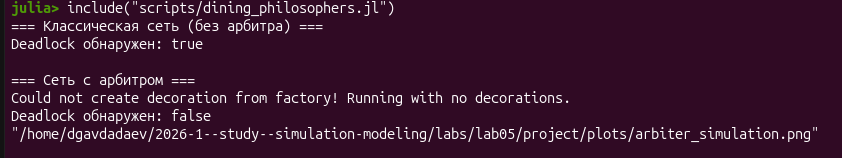 julia> include("scripts/dining_philosophers.jl")
=== Классическая сеть (без арбитра) ===
Deadlock обнаружен: true
=== Сеть с арбитром ===
Could not create decoration from factory! Running with no decorations.
Deadlock обнаружен: false
"/home/dgavdadaev/2026-1--study--simulation-modeling/labs/lab05/project/plots/arbiter_simulation.png"